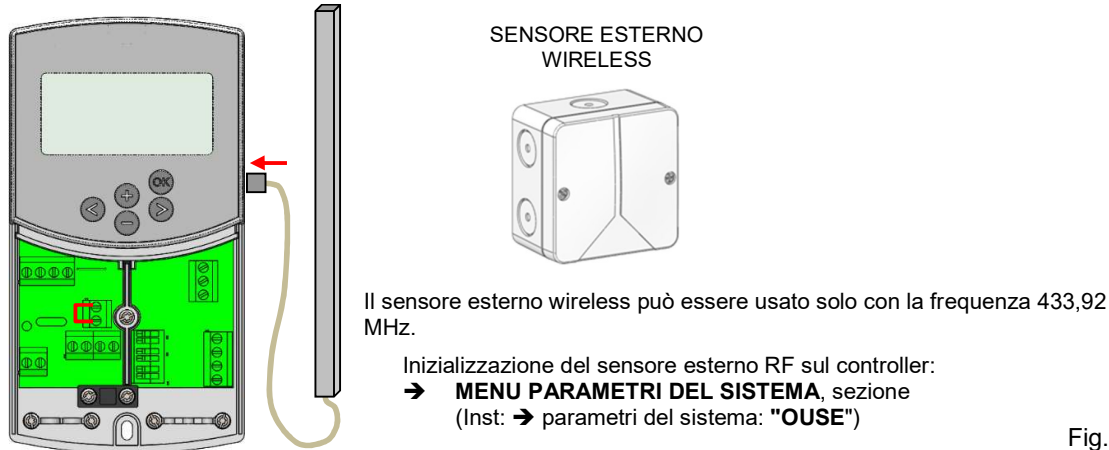 SENSORE ESTERNO
WIRELESS
OK
Il sensore esterno wireless può essere usato solo con la frequenza 433,92
MHz.
Inizializzazione del sensore esterno RF sul controller:
➔ MENU PARAMETRI DEL SISTEMA, sezione
(Inst: ➔ parametri del sistema: "OUSE")
Fig.